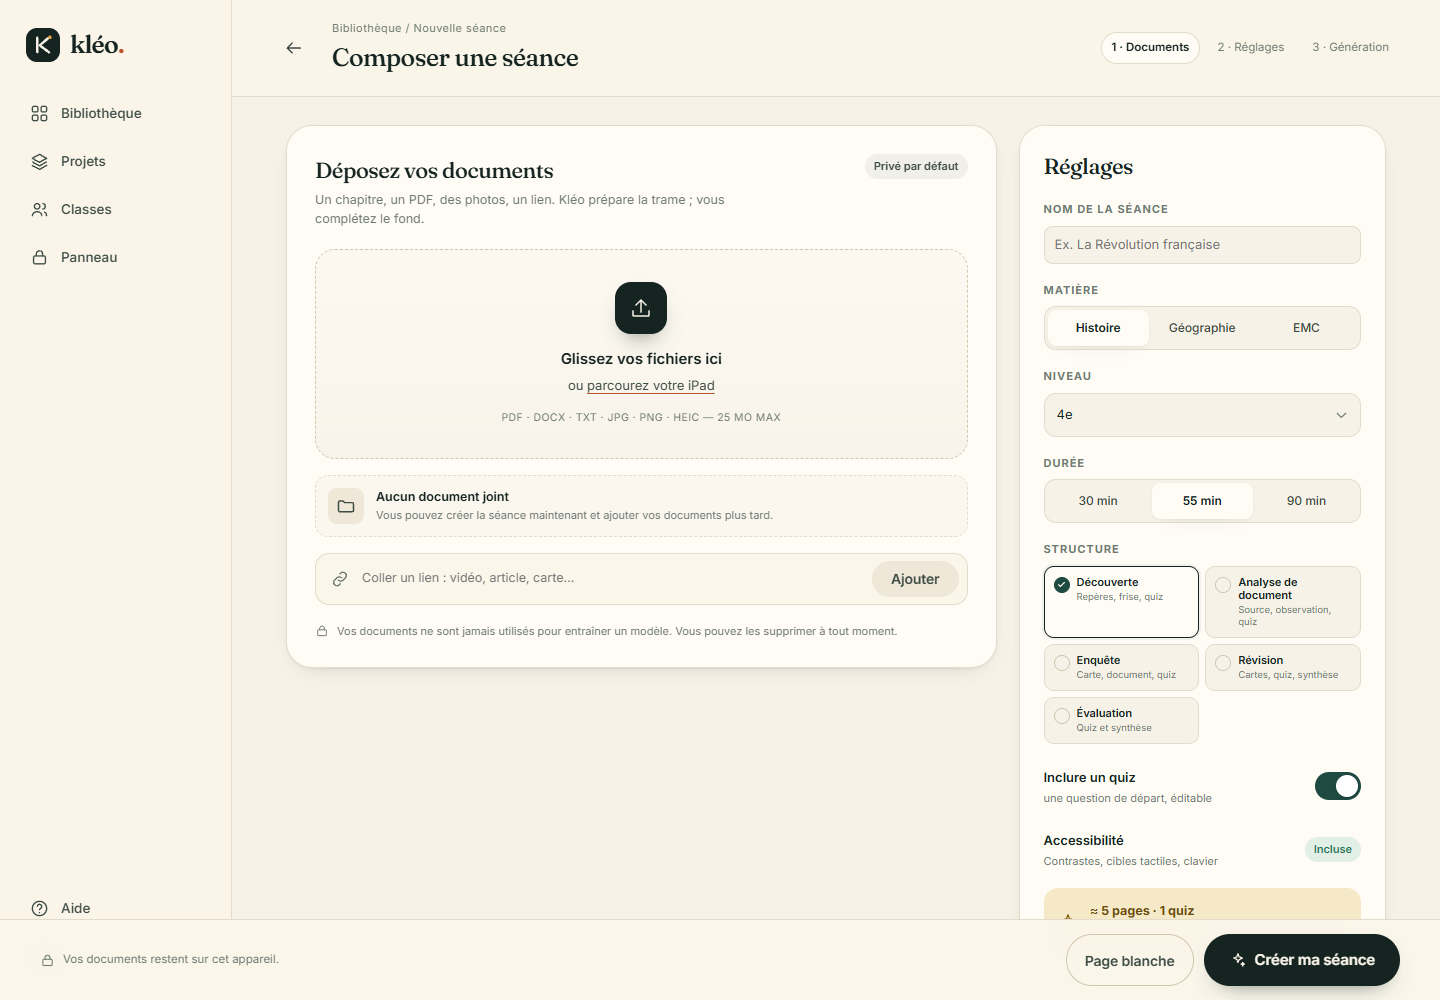 kléo.
Bibliothèque
Projets
Classes
Panneau
Aide
Bibliothèque / Nouvelle séance
Composer une séance
1 · Documents
2 · Réglages
3 · Génération
Déposez vos documents
Privé par défaut
Un chapitre, un PDF, des photos, un lien. Kléo prépare la trame ; vous
complétez le fond.
Glissez vos fichiers ici
ou parcourez votre iPad
PDF · DOCX · TXT · JPG · PNG · HEIC — 25 MO MAX
Aucun document joint
Vous pouvez créer la séance maintenant et ajouter vos documents plus tard.
Coller un lien : vidéo, article, carte...
Ajouter
Vos documents ne sont jamais utilisés pour entraîner un modèle. Vous pouvez les supprimer à tout moment.
Réglages
NOM DE LA SÉANCE
Ex. La Révolution française
MATIÈRE
Histoire
Géographie
EMC
NIVEAU
4e
DURÉE
30 min
55 min
90 min
STRUCTURE
Découverte
Repères, frise, quiz
Analyse de
document
Source, observation,
quiz
Enquête
Carte, document, quiz
Révision
Cartes, quiz, synthèse
Évaluation
Quiz et synthèse
Inclure un quiz
une question de départ, éditable
Accessibilité
Contrastes, cibles tactiles, clavier
Incluse
≈ 5 pages · 1 quiz
Vos documents restent sur cet appareil.
Page blanche
Créer ma séance